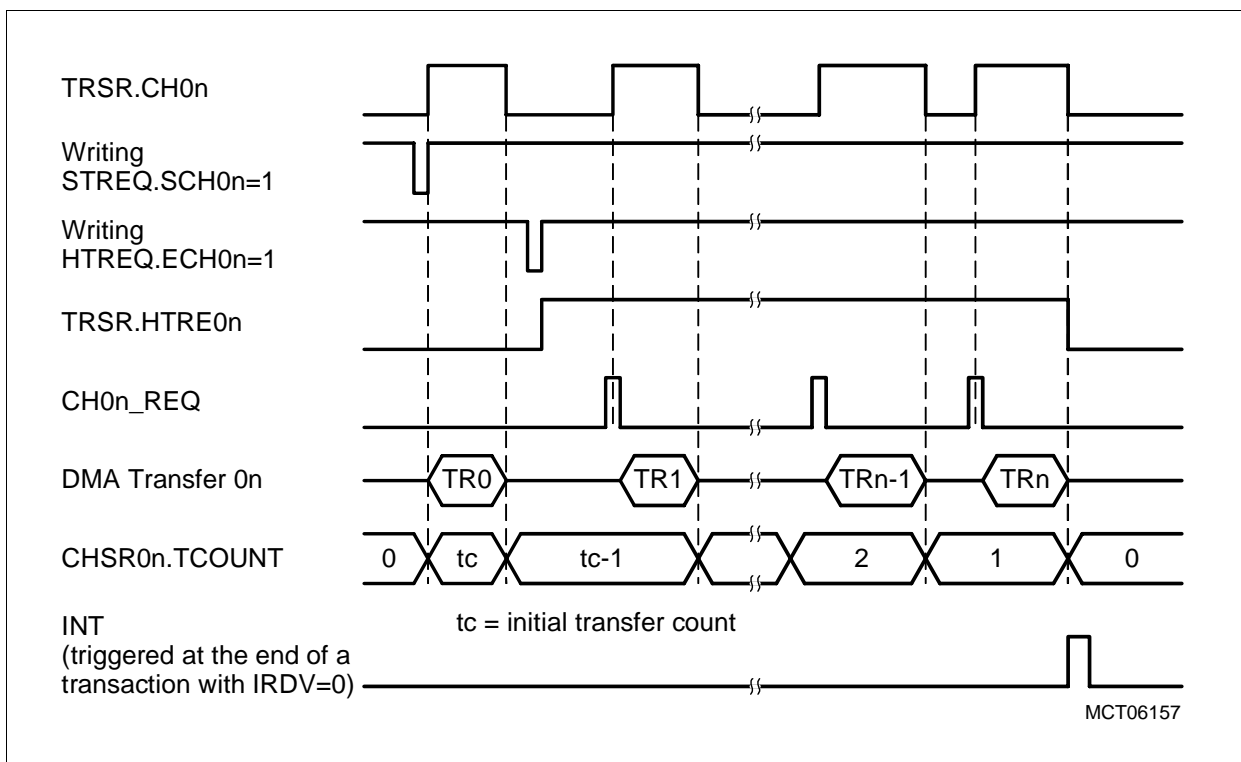 TRSR.CH0n
Writing
STREQ.SCH0n=1
Writing
HTREQ.ECH0n=1
TRSR.HTRE0n
CH0n_REQ
DMA Transfer 0n
TR0
TR1
TRn-1
TRn
CHSR0n.TCOUNT
0
tc
tc-1
2
1
0
INT
(triggered at the end of a
transaction with IRDV=0)
tc = initial transfer count
MCT06157